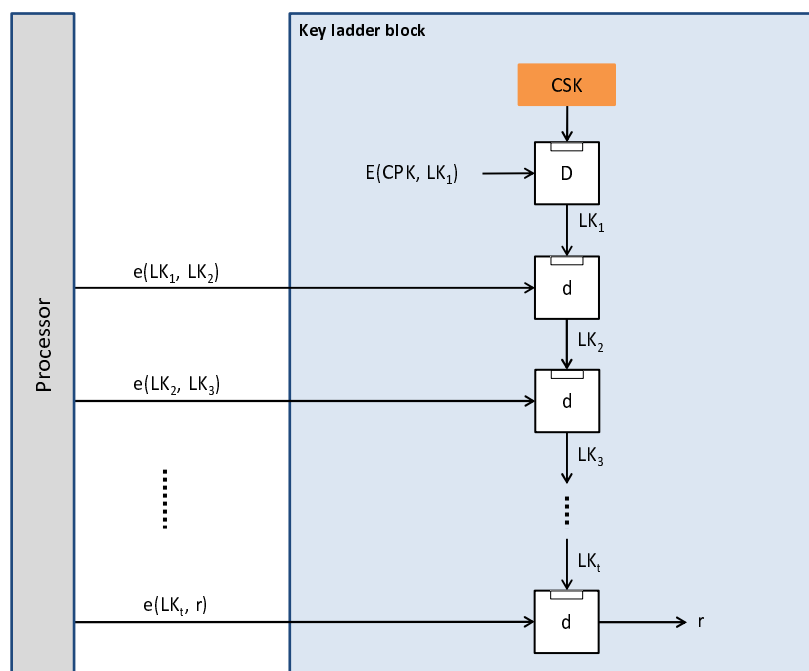 Key ladder block
CSK
E(CPK, LK₁)
D
LK₁
e(LK₁, LK₂)
d
LK₂
Processor
e(LK₂, LK₃)
d
LK₃
LKₜ
e(LKₜ, r)
d
r